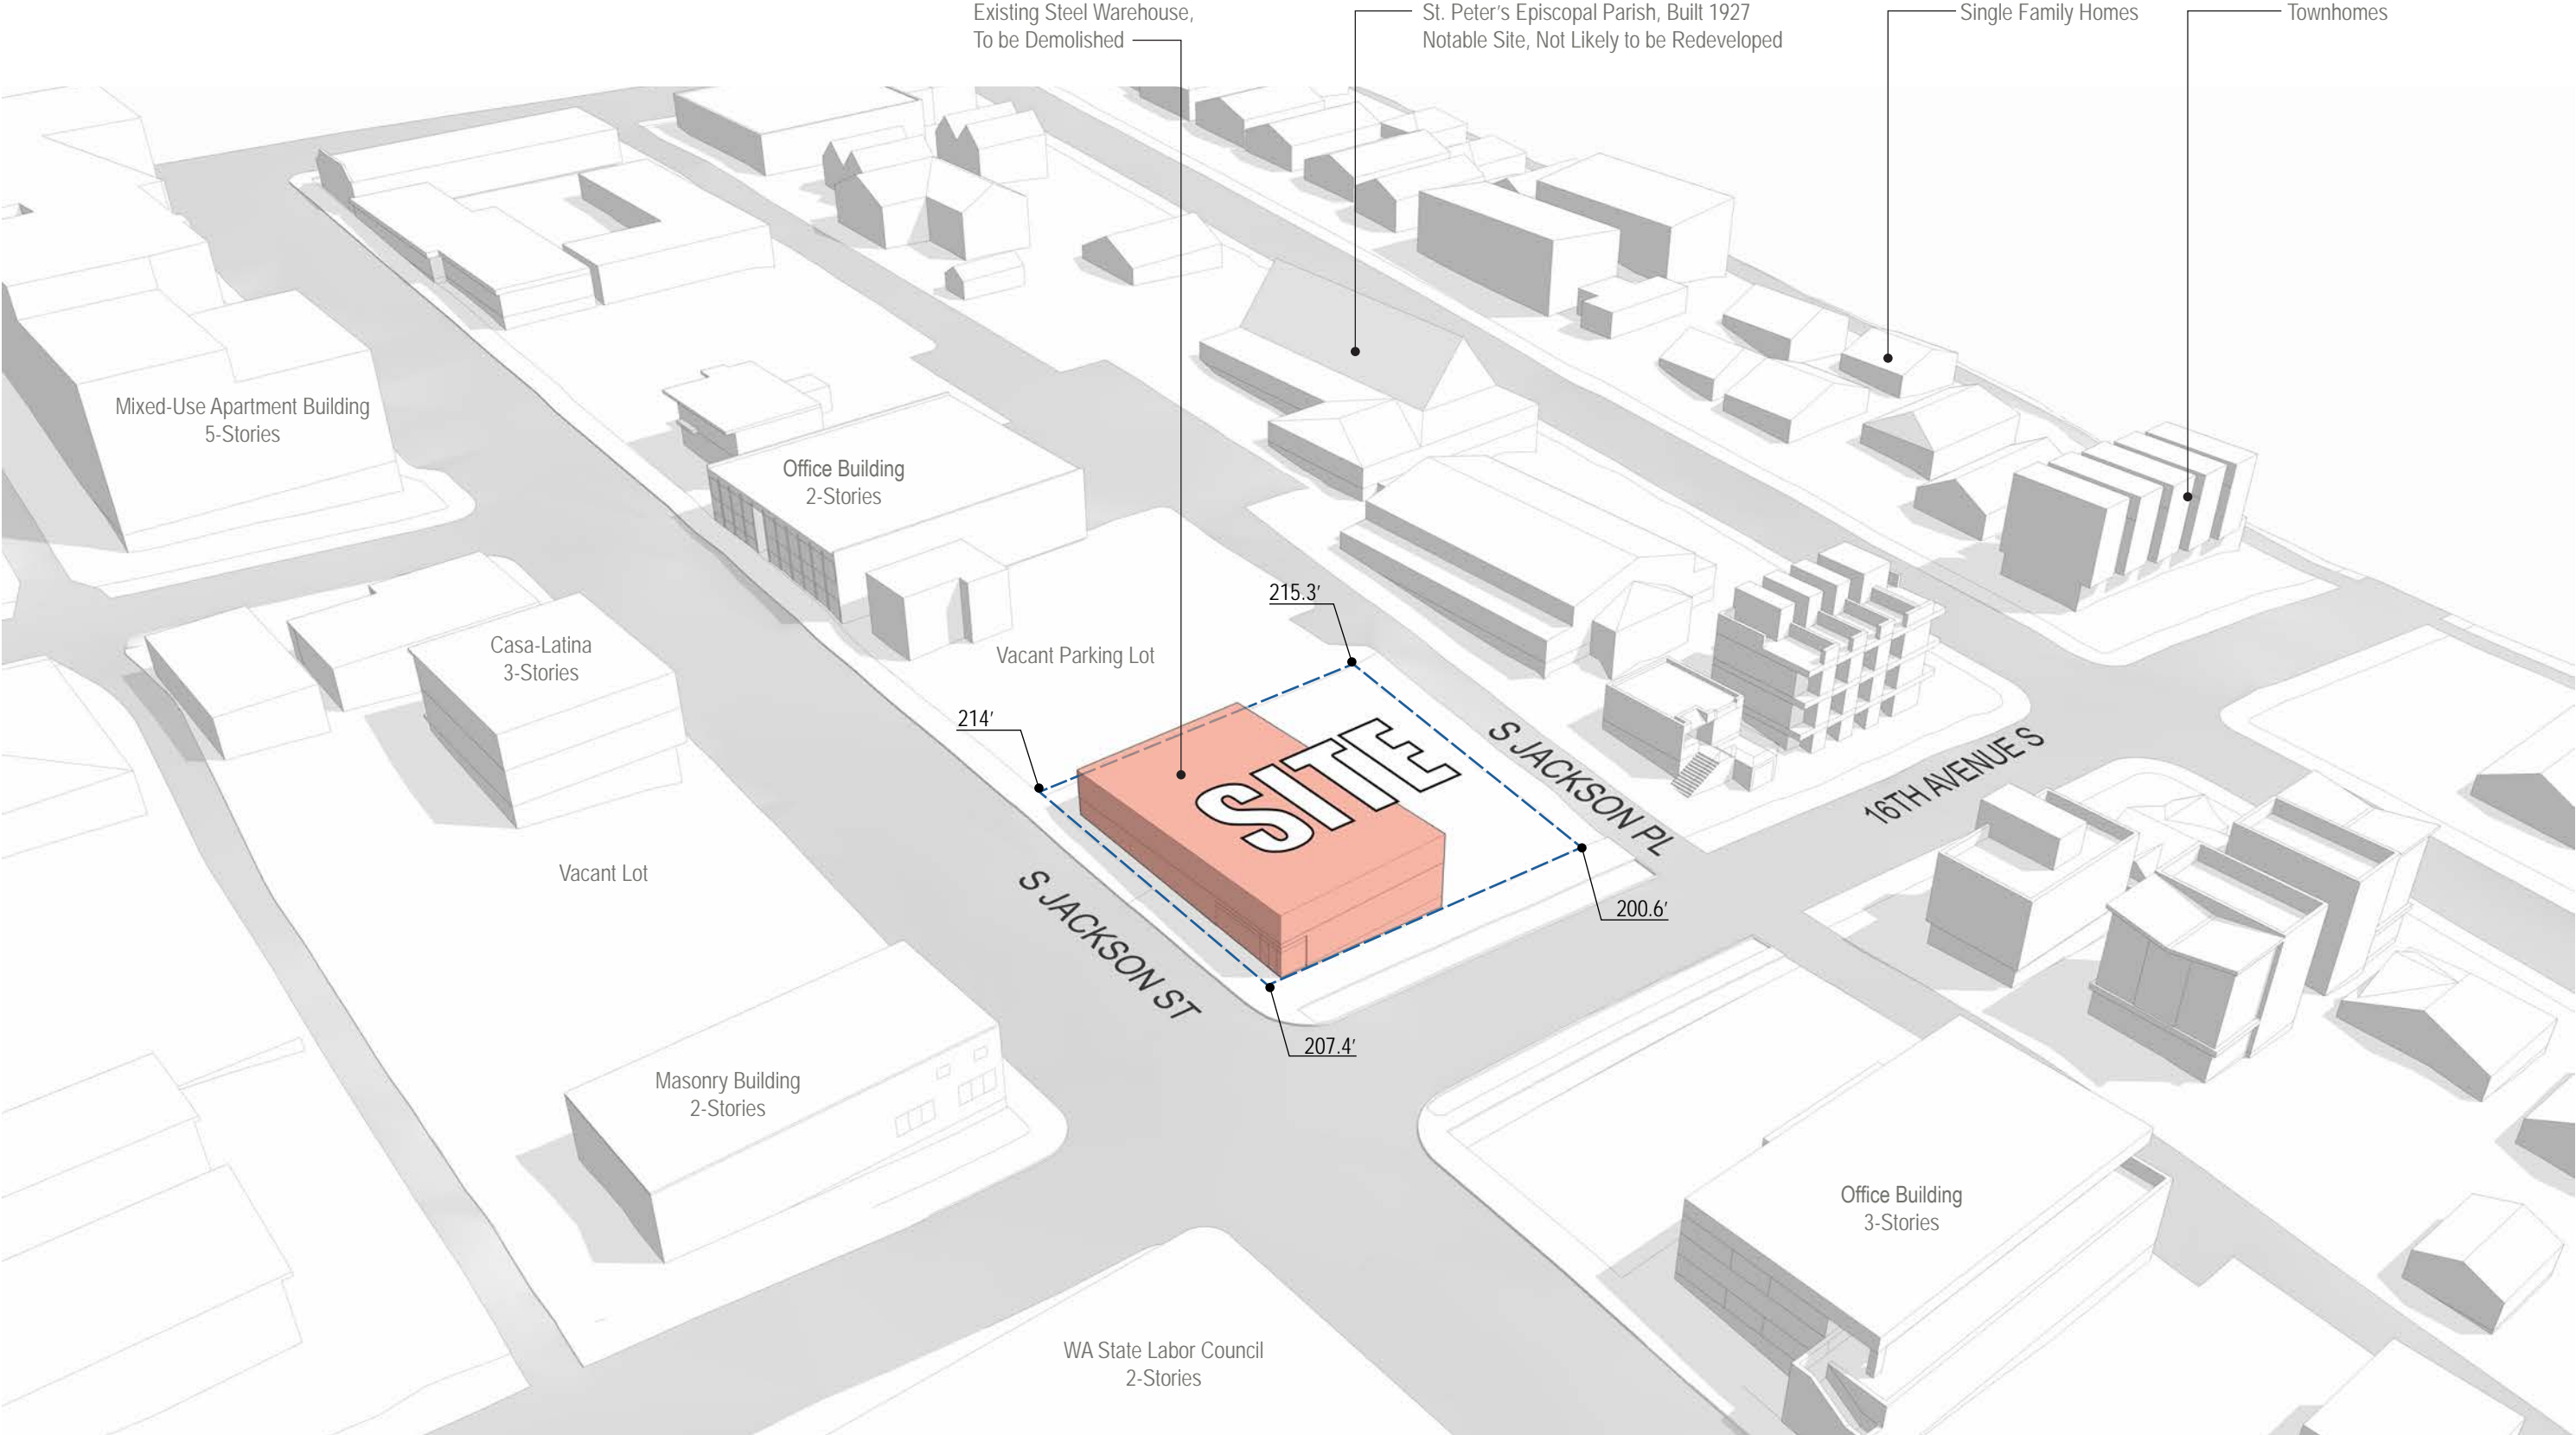 Existing Steel Warehouse,
To be Demolished
St. Peter's Episcopal Parish, Built 1927
Notable Site, Not Likely to be Redeveloped
Single Family Homes
Townhomes
Mixed-Use Apartment Building
5-Stories
Office Building
2-Stories
Casa-Latina
3-Stories
Vacant Parking Lot
215.3'
214'
SITE
S JACKSON PL
16TH AVENUE S
Vacant Lot
S JACKSON ST
200.6'
207.4'
Masonry Building
2-Stories
Office Building
3-Stories
WA State Labor Council
2-Stories